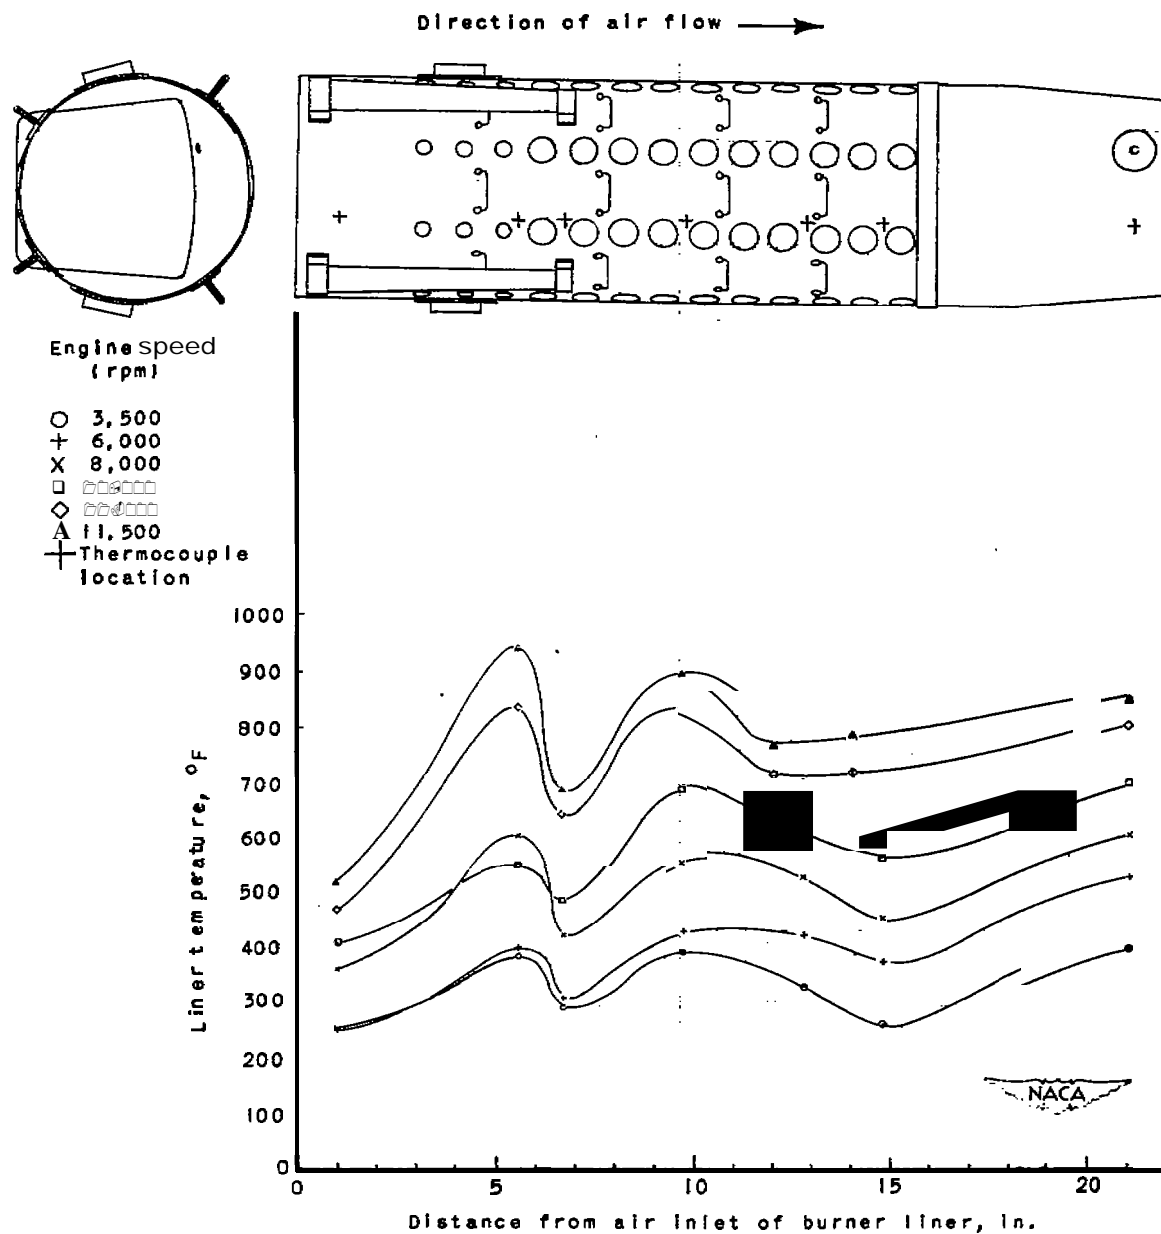 Direction of air flow
c
Engine speed
(rpm)
3,500
6,000
8,000
11,500
Thermocouple
location
1000
900
800
700
600
500
400
300
200
100
0
Liner temperature, °F
NACA
0 5 10 15 20
Distance from air inlet of burner liner, in.